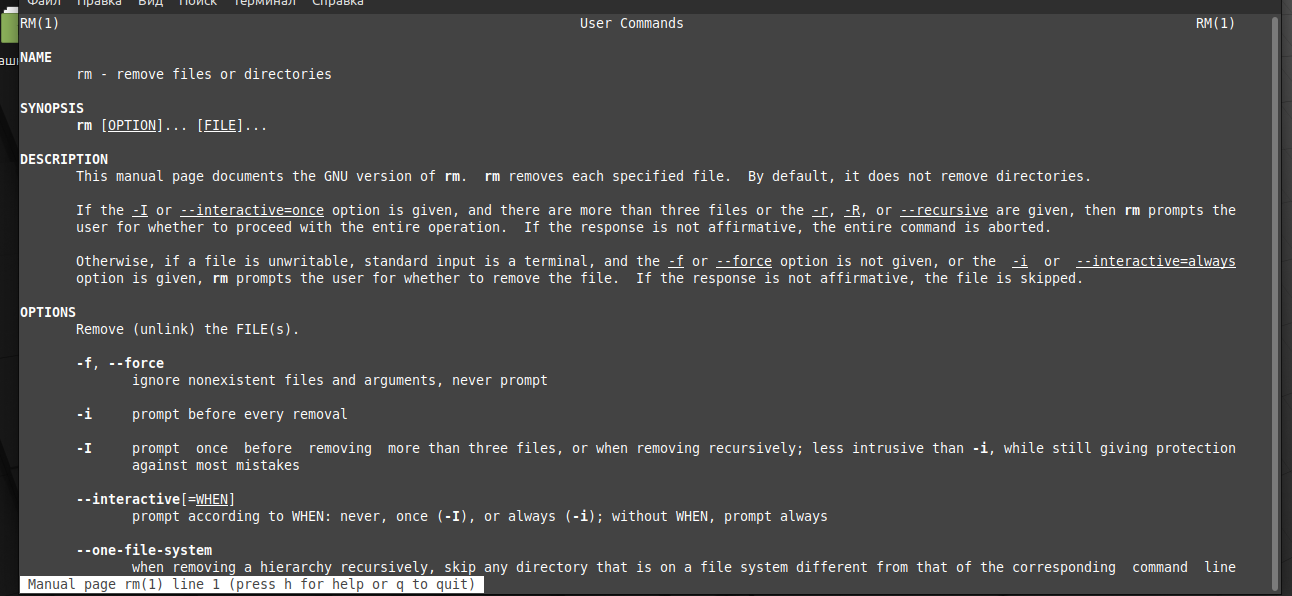 Файл Правка Вид Поиск Терминал Справка
RM(1) User Commands RM(1)
NAME
rm - remove files or directories
SYNOPSIS
rm [OPTION]... [FILE]...
DESCRIPTION
This manual page documents the GNU version of rm.  rm removes each specified file.  By default, it does not remove directories.
If the -I or --interactive=once option is given, and there are more than three files or the -r, -R, or --recursive are given, then rm prompts the
user for whether to proceed with the entire operation.  If the response is not affirmative, the entire command is aborted.
Otherwise, if a file is unwritable, standard input is a terminal, and the -f or --force option is not given, or the  -i  or  --interactive=always
option is given, rm prompts the user for whether to remove the file.  If the response is not affirmative, the file is skipped.
OPTIONS
Remove (unlink) the FILE(s).
-f, --force
ignore nonexistent files and arguments, never prompt
-i     prompt before every removal
-I     prompt  once  before  removing  more than three files, or when removing recursively; less intrusive than -i, while still giving protection
against most mistakes
--interactive[=WHEN]
prompt according to WHEN: never, once (-I), or always (-i); without WHEN, prompt always
--one-file-system
when removing a hierarchy recursively, skip any directory that is on a file system different from that of the corresponding  command  line
Manual page rm(1) line 1 (press h for help or q to quit)